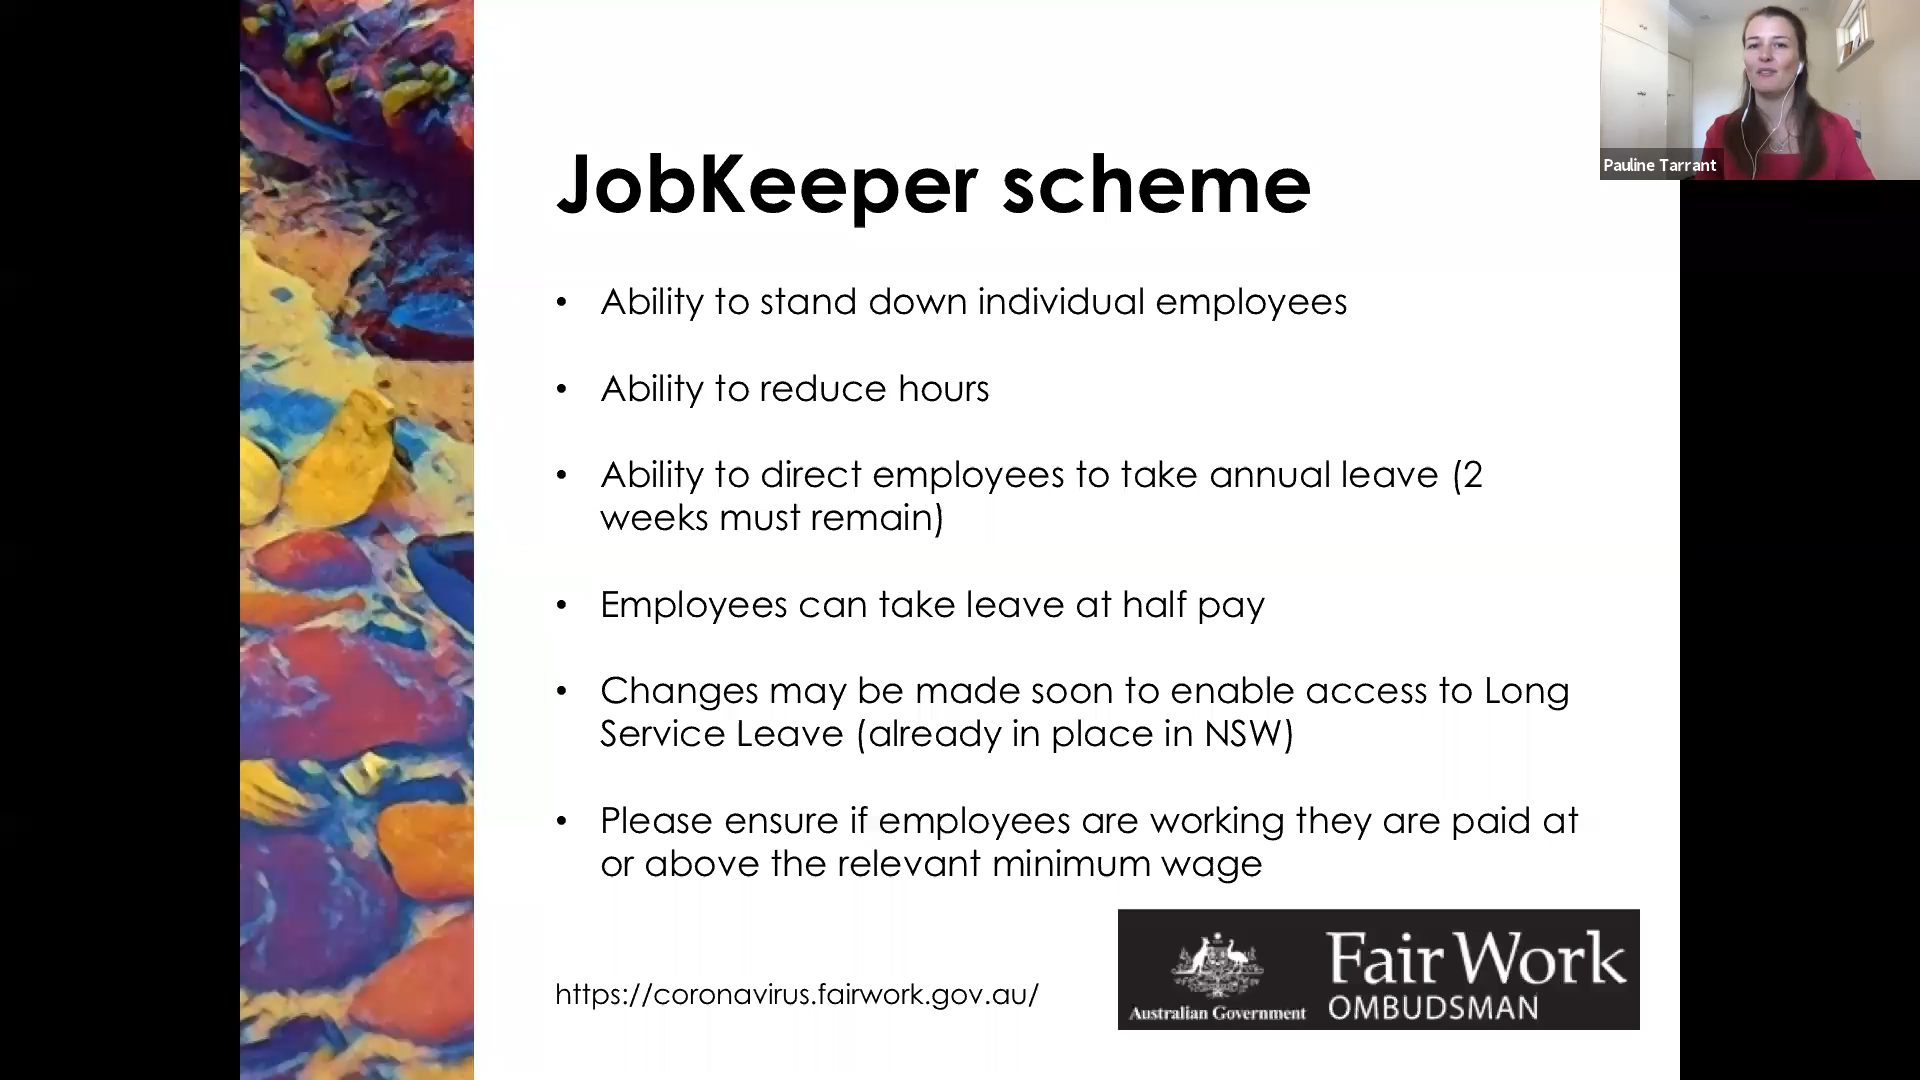 Pauline Tarrant
JobKeeper scheme
• Ability to stand down individual employees
• Ability to reduce hours
• Ability to direct employees to take annual leave (2
weeks must remain)
• Employees can take leave at half pay
• Changes may be made soon to enable access to Long
Service Leave (already in place in NSW)
• Please ensure if employees are working they are paid at
or above the relevant minimum wage
https://coronavirus.fairwork.gov.au/
Australian Government
Fair Work
OMBUDSMAN